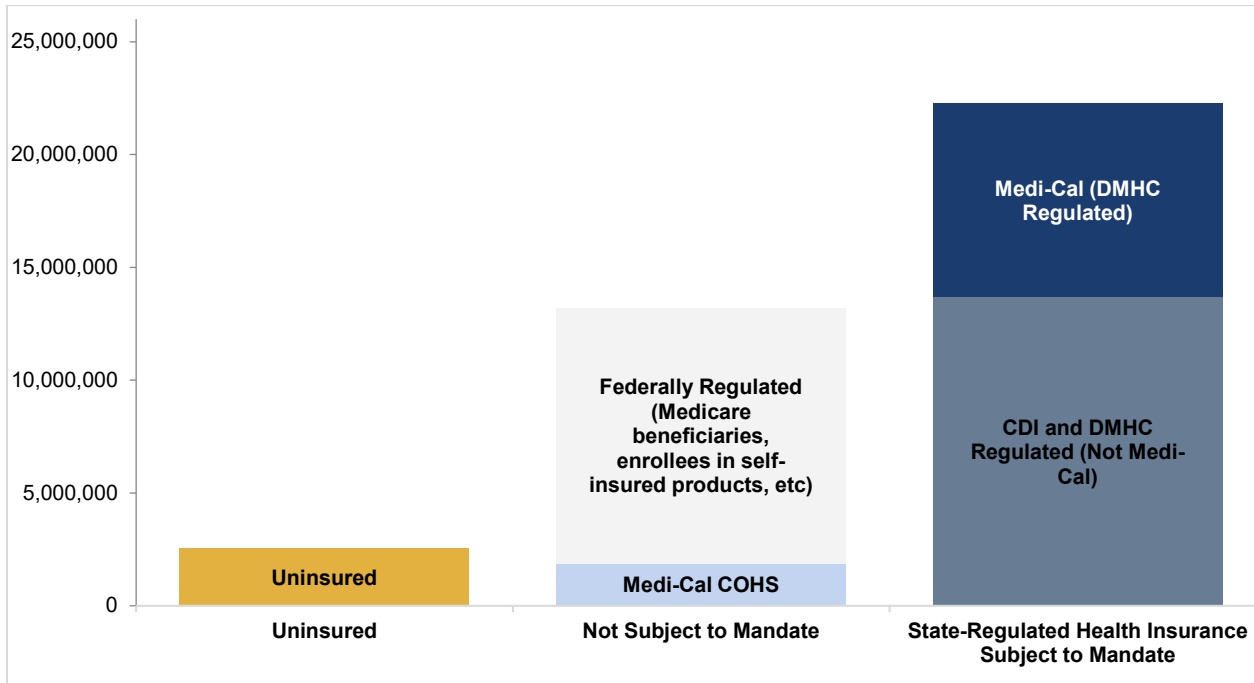 25,000,000
20,000,000
15,000,000
10,000,000
5,000,000
0
Uninsured
Federally Regulated
(Medicare
beneficiaries,
enrollees in self-
insured products, etc)
Medi-Cal COHS
Medi-Cal (DMHC
Regulated)
CDI and DMHC
Regulated (Not Medi-
Cal)
Uninsured
Not Subject to Mandate
State-Regulated Health Insurance
Subject to Mandate